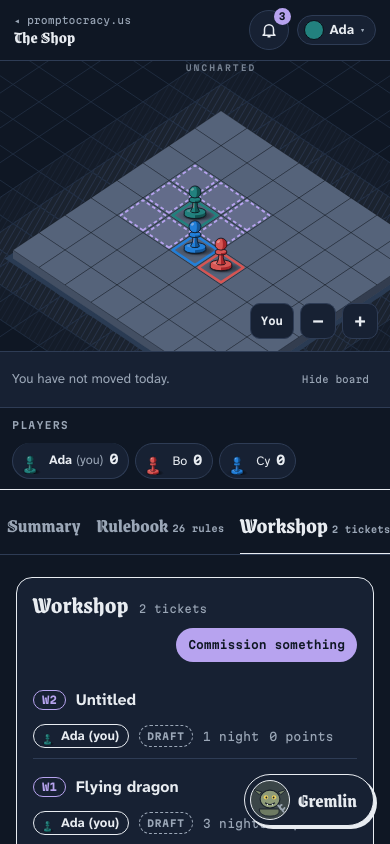 ◂ promptocracy.us
The Shop
3
Ada ▾
UNCHARTED
You − +
You have not moved today.
Hide board
PLAYERS
Ada (you) 0 Bo 0 Cy 0
Summary Rulebook 26 rules Workshop 2 tickets
Workshop 2 tickets
Commission something
W2 Untitled
Ada (you) DRAFT 1 night 0 points
W1 Flying dragon
Ada (you) DRAFT 3
Gremlin